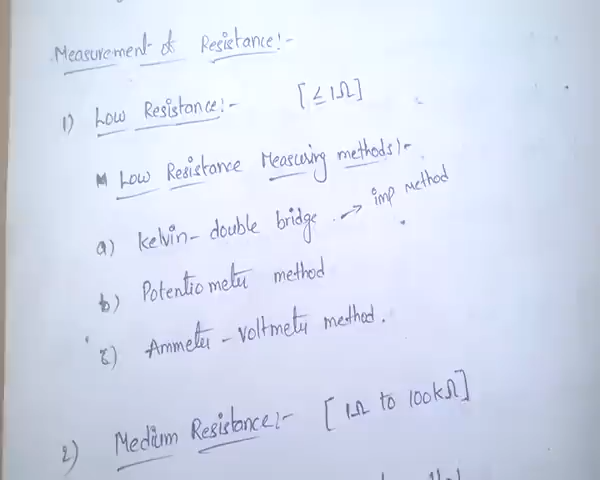 Measurement of Resistance:-
1) Low Resistance:- [≤1Ω]
Low Resistance Measuring methods:-
a) Kelvin-double bridge. → imp method
b) Potentiometer method
c) Ammeter - voltmeter method.
2) Medium Resistance:- [1Ω to 100kΩ]